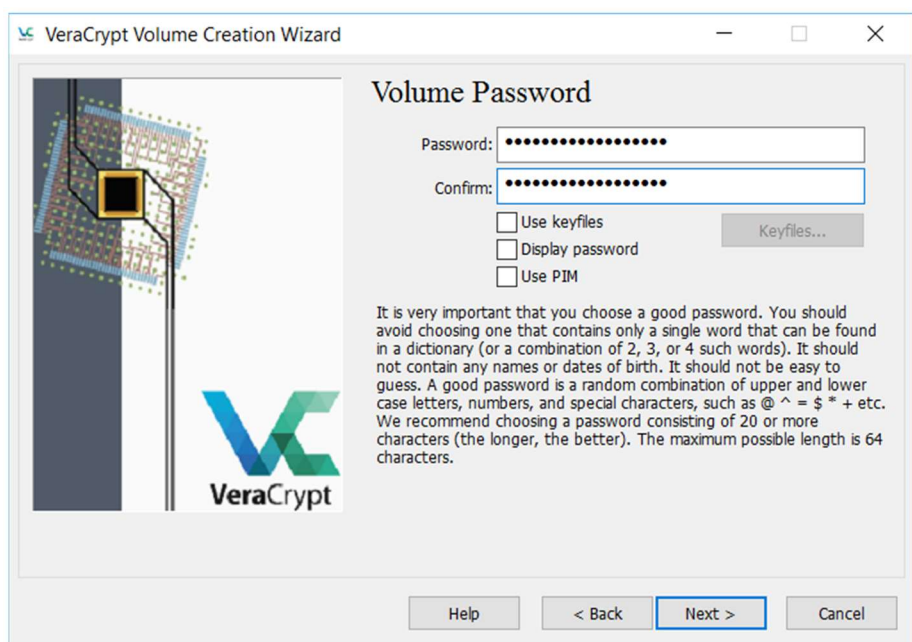 VeraCrypt Volume Creation Wizard
Volume Password
Password: ••••••••••••••••••
Confirm: ••••••••••••••••••
Use keyfiles
Keyfiles...
Display password
Use PIM
It is very important that you choose a good password. You should
avoid choosing one that contains only a single word that can be found
in a dictionary (or a combination of 2, 3, or 4 such words). It should
not contain any names or dates of birth. It should not be easy to
guess. A good password is a random combination of upper and lower
case letters, numbers, and special characters, such as @ ^ = $ * + etc.
We recommend choosing a password consisting of 20 or more
characters (the longer, the better). The maximum possible length is 64
characters.
VeraCrypt
Help
< Back
Next >
Cancel